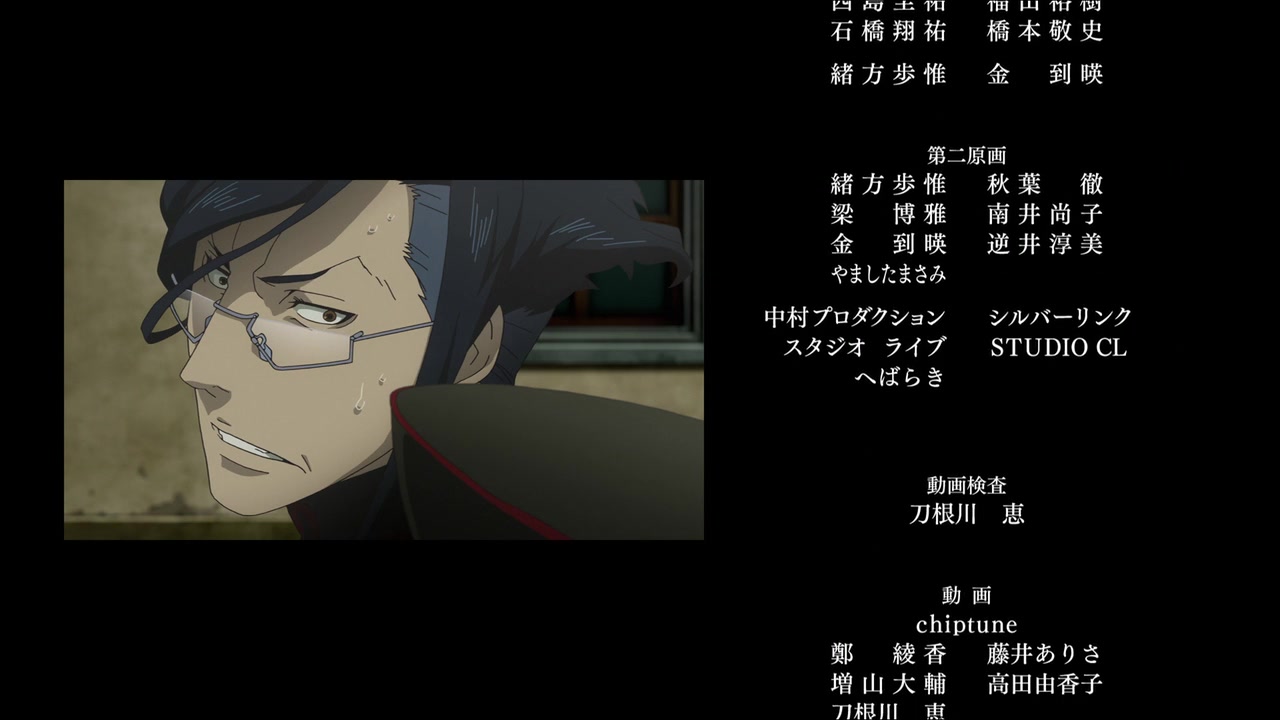 石橋翔祐 橋本敬史
緒方歩惟 金 到暎
第二原画
緒方歩惟 秋葉 徹
梁 博雅 南井尚子
金 到暎 逆井淳美
やましたまさみ
中村プロダクション シルバーリンク
スタジオ ライブ STUDIO CL
へばらき
動画検査
刀根川 恵
動画
chiptune
鄭 綾香 藤井ありさ
増山大輔 高田由香子
刀根川 恵